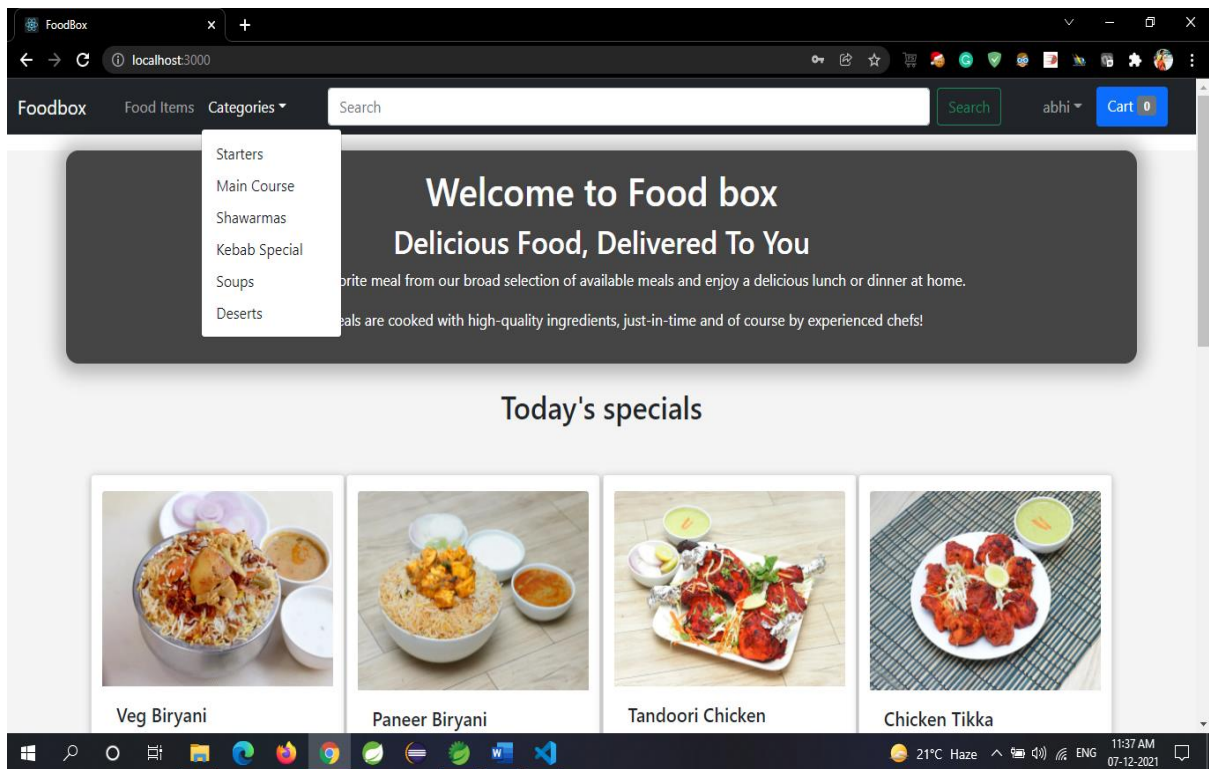 FoodBox
localhost:3000
Foodbox Food Items Categories Search Search abhi Cart 0
Starters
Main Course
Shawarmas
Kebab Special
Soups
Deserts
Welcome to Food box
Delicious Food, Delivered To You
orite meal from our broad selection of available meals and enjoy a delicious lunch or dinner at home.
eals are cooked with high-quality ingredients, just-in-time and of course by experienced chefs!
Today's specials
Veg Biryani
Paneer Biryani
Tandoori Chicken
Chicken Tikka
21°C Haze ENG 11:37 AM
07-12-2021